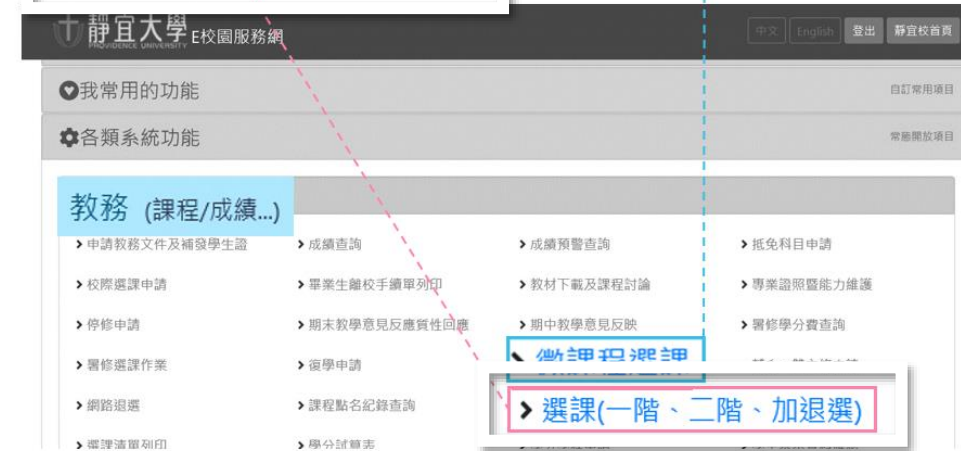 靜宜大學 E校園服務網
PROVIDENCE UNIVERSITY
中文 English 登出 靜宜校首頁
我常用的功能 自訂常用項目
各類系統功能 常態開放項目
教務 (課程/成績...)
申請教務文件及補發學生證 成績查詢 成績預警查詢 抵免科目申請
校際選課申請 畢業生離校手續單列印 教材下載及課程討論 專業證照暨能力維護
停修申請 期末教學意見反應質性回應 期中教學意見反映 暑修學分費查詢
暑修選課作業 復學申請 微課程選課
網路退選 課程點名紀錄查詢 選課(一階、二階、加退選)
選課清單列印 學分試算表